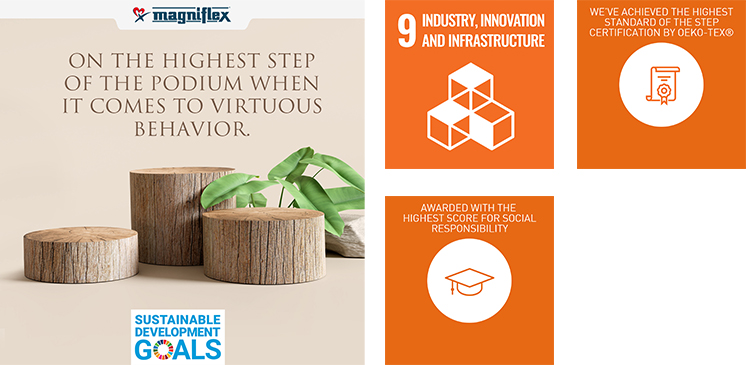 magniflex
ON THE HIGHEST STEP
OF THE PODIUM WHEN
IT COMES TO VIRTUOUS
BEHAVIOR.
SUSTAINABLE
DEVELOPMENT
GOALS
9 INDUSTRY, INNOVATION
AND INFRASTRUCTURE
WE'VE ACHIEVED THE HIGHEST
STANDARD OF THE STEP
CERTIFICATION BY OEKO-TEX®
AWARDED WITH THE
HIGHEST SCORE FOR SOCIAL
RESPONSIBILITY